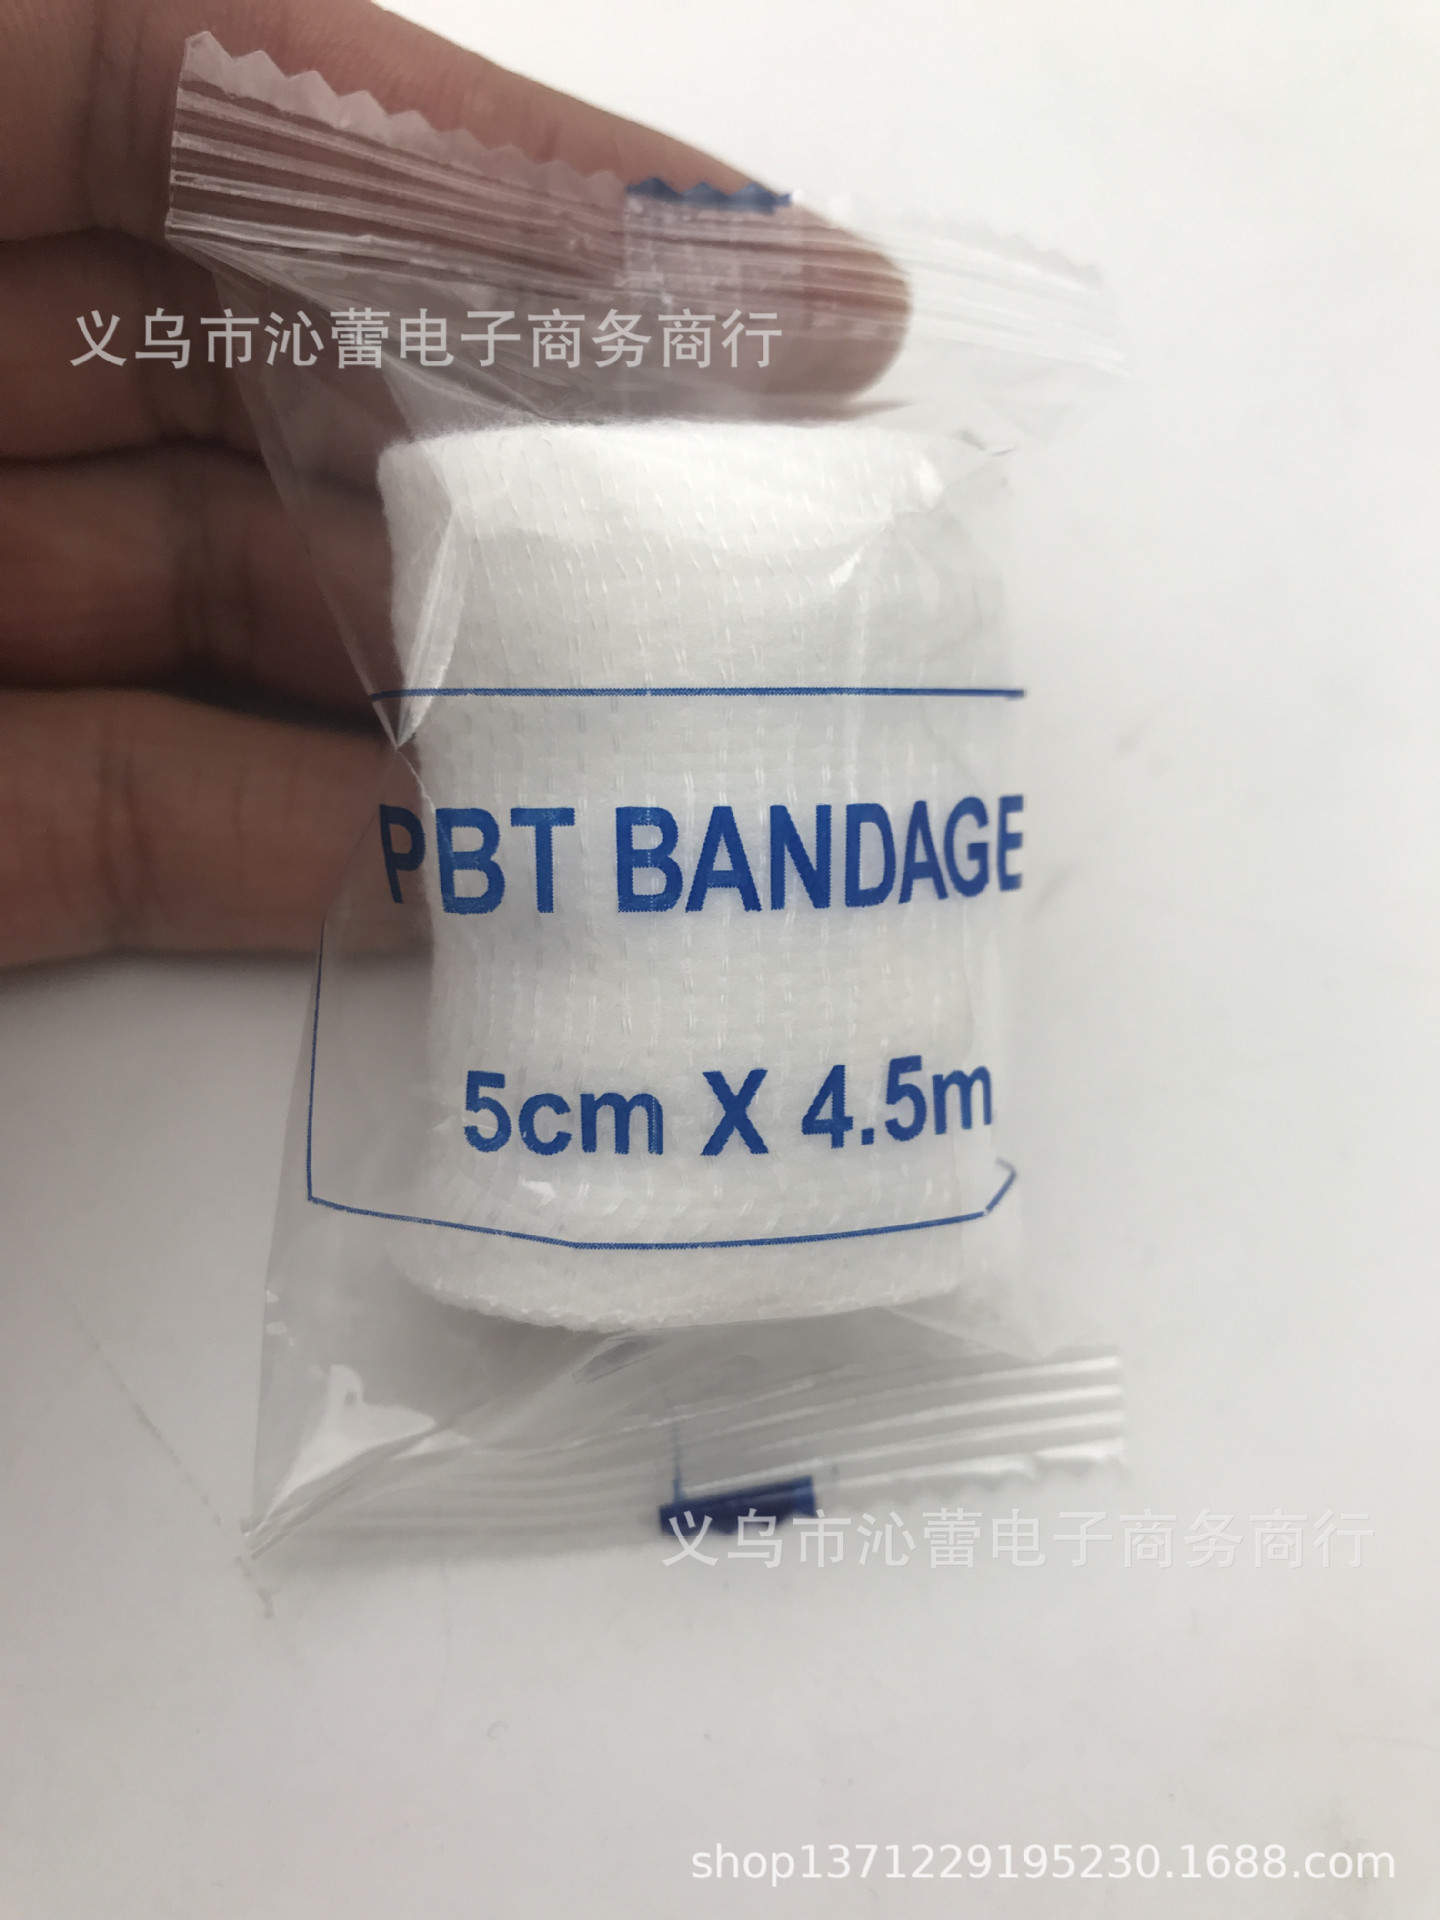 义乌市沁蕾电子商务商行
PBT BANDAGE
5cm X 4.5m
义乌市沁蕾电子商务商行
shop1371229195230.1688.com